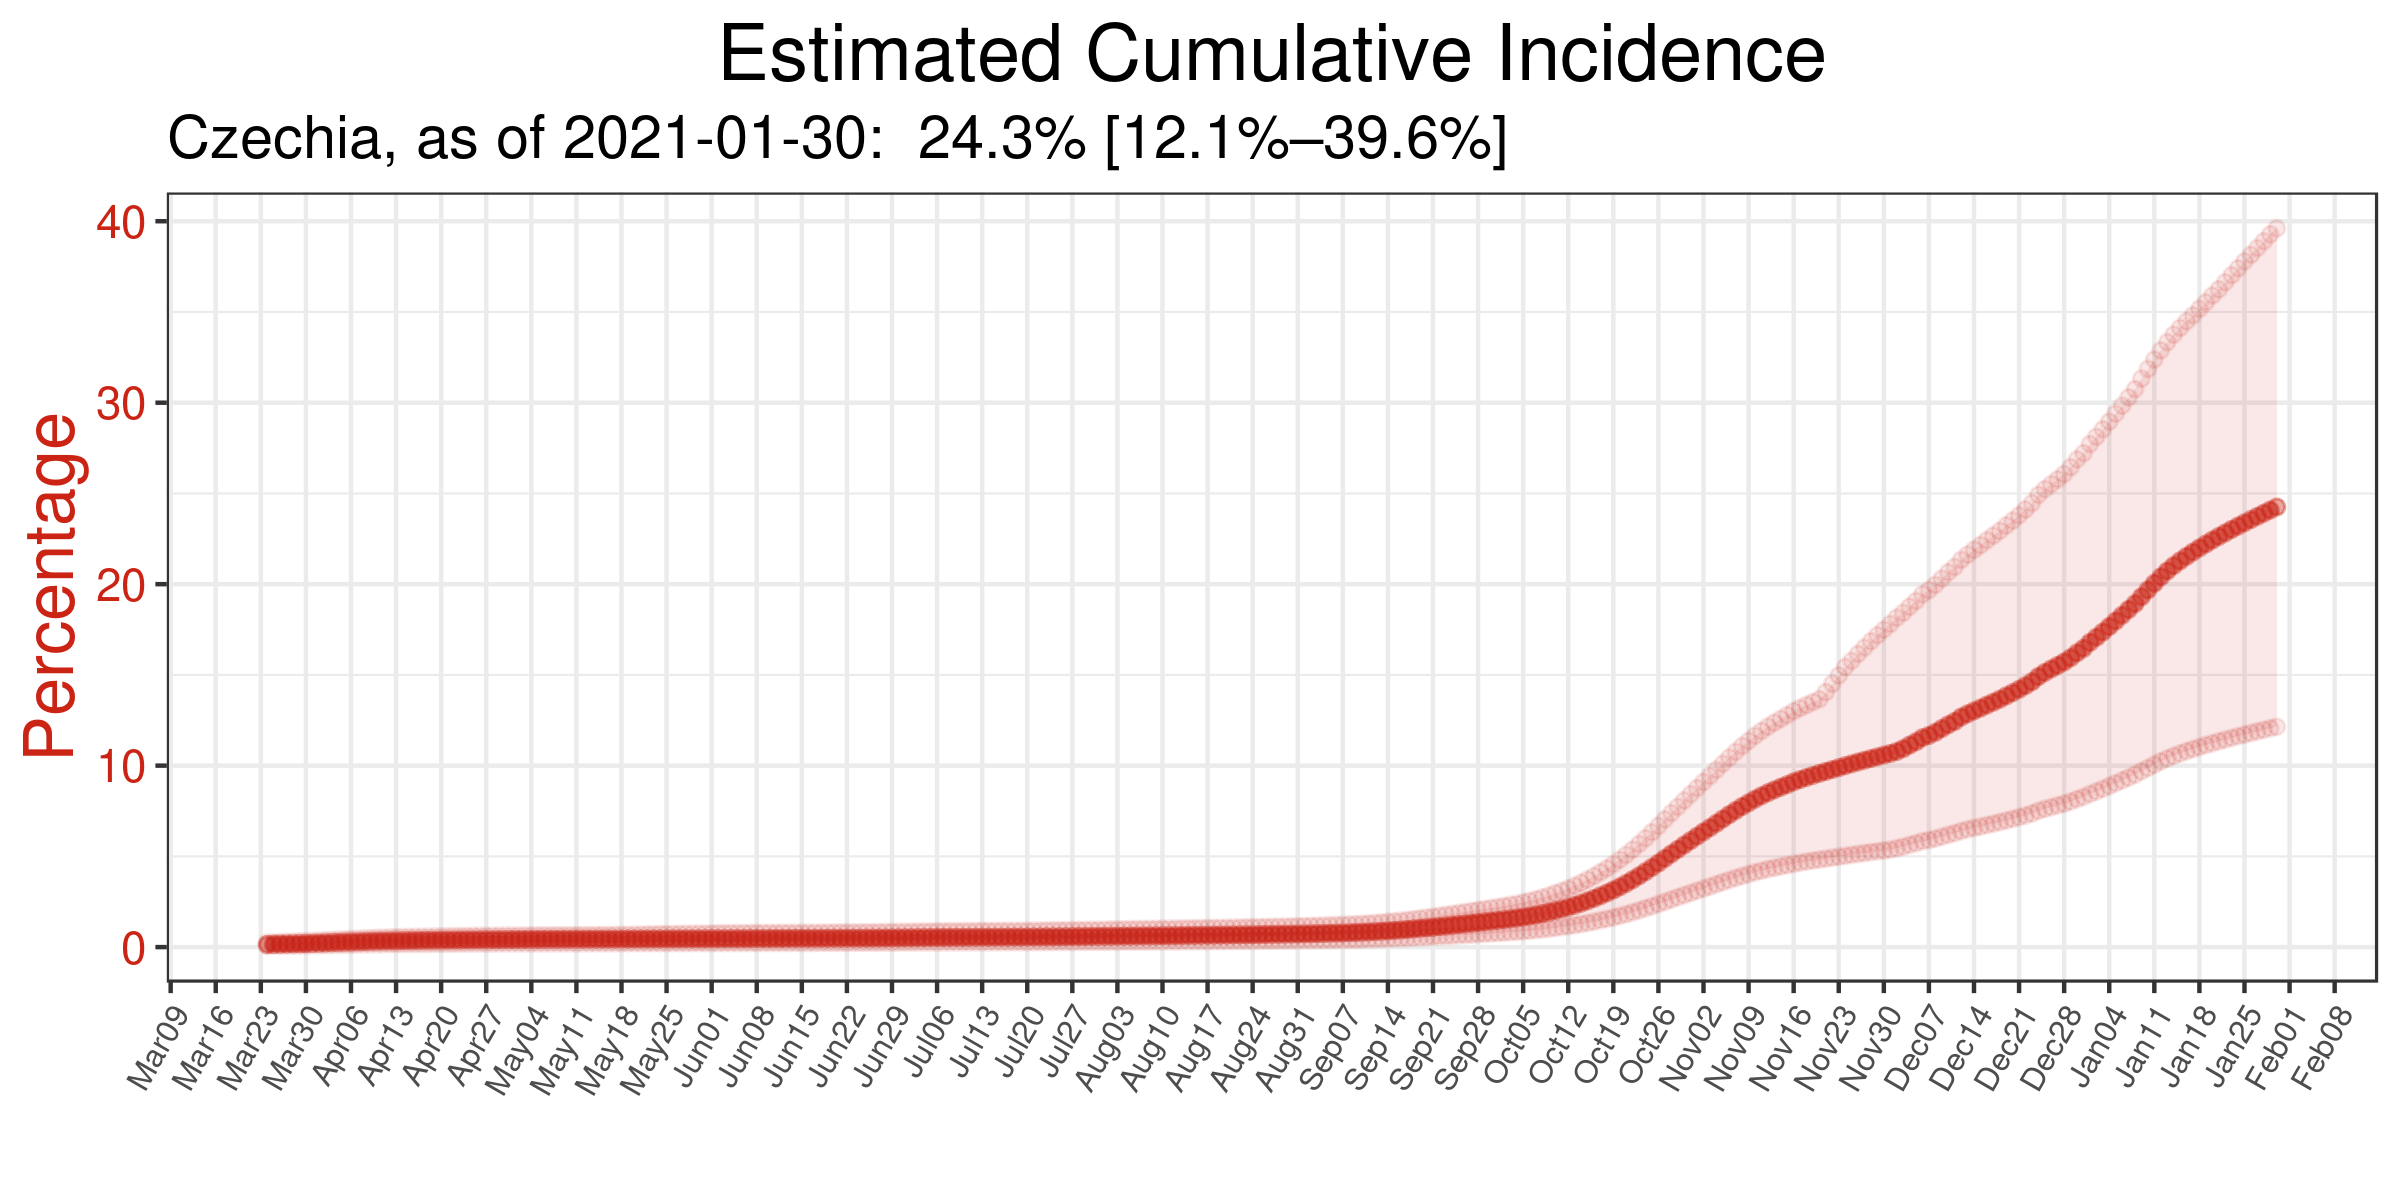 Estimated Cumulative Incidence
Czechia, as of 2021-01-30:  24.3% [12.1%–39.6%]
Percentage
40
30
20
10
0
Mar09 Mar16 Mar23 Mar30 Apr06 Apr13 Apr20 Apr27 May04 May11 May18 May25 Jun01 Jun08 Jun15 Jun22 Jun29 Jul06 Jul13 Jul20 Jul27 Aug03 Aug10 Aug17 Aug24 Aug31 Sep07 Sep14 Sep21 Sep28 Oct05 Oct12 Oct19 Oct26 Nov02 Nov09 Nov16 Nov23 Nov30 Dec07 Dec14 Dec21 Dec28 Jan04 Jan11 Jan18 Jan25 Feb01 Feb08